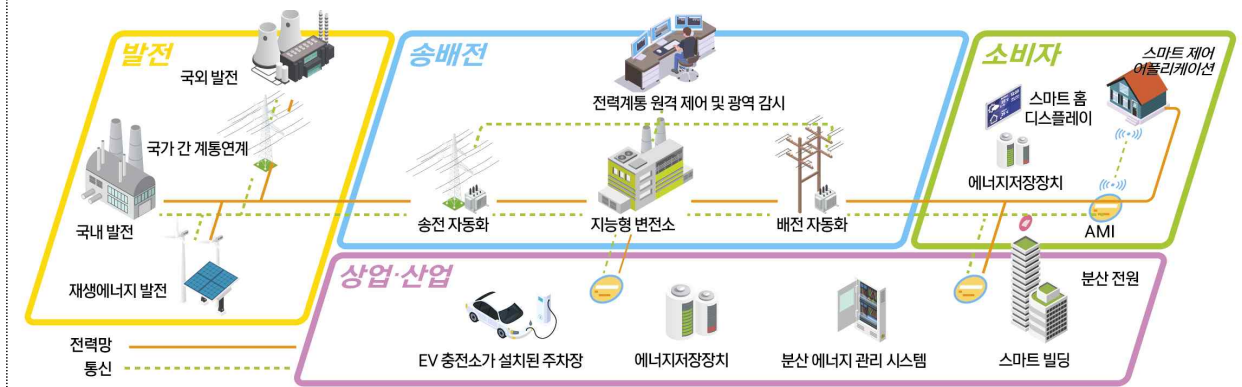 발전
국외 발전
국가 간 계통연계
국내 발전
재생에너지 발전
송배전
전력계통 원격 제어 및 광역 감시
송전 자동화
지능형 변전소
배전 자동화
소비자
스마트 제어
어플리케이션
스마트 홈
디스플레이
에너지저장장치
AMI
상업·산업
EV 충전소가 설치된 주차장
에너지저장장치
분산 에너지 관리 시스템
스마트 빌딩
분산 전원
전력망
통신